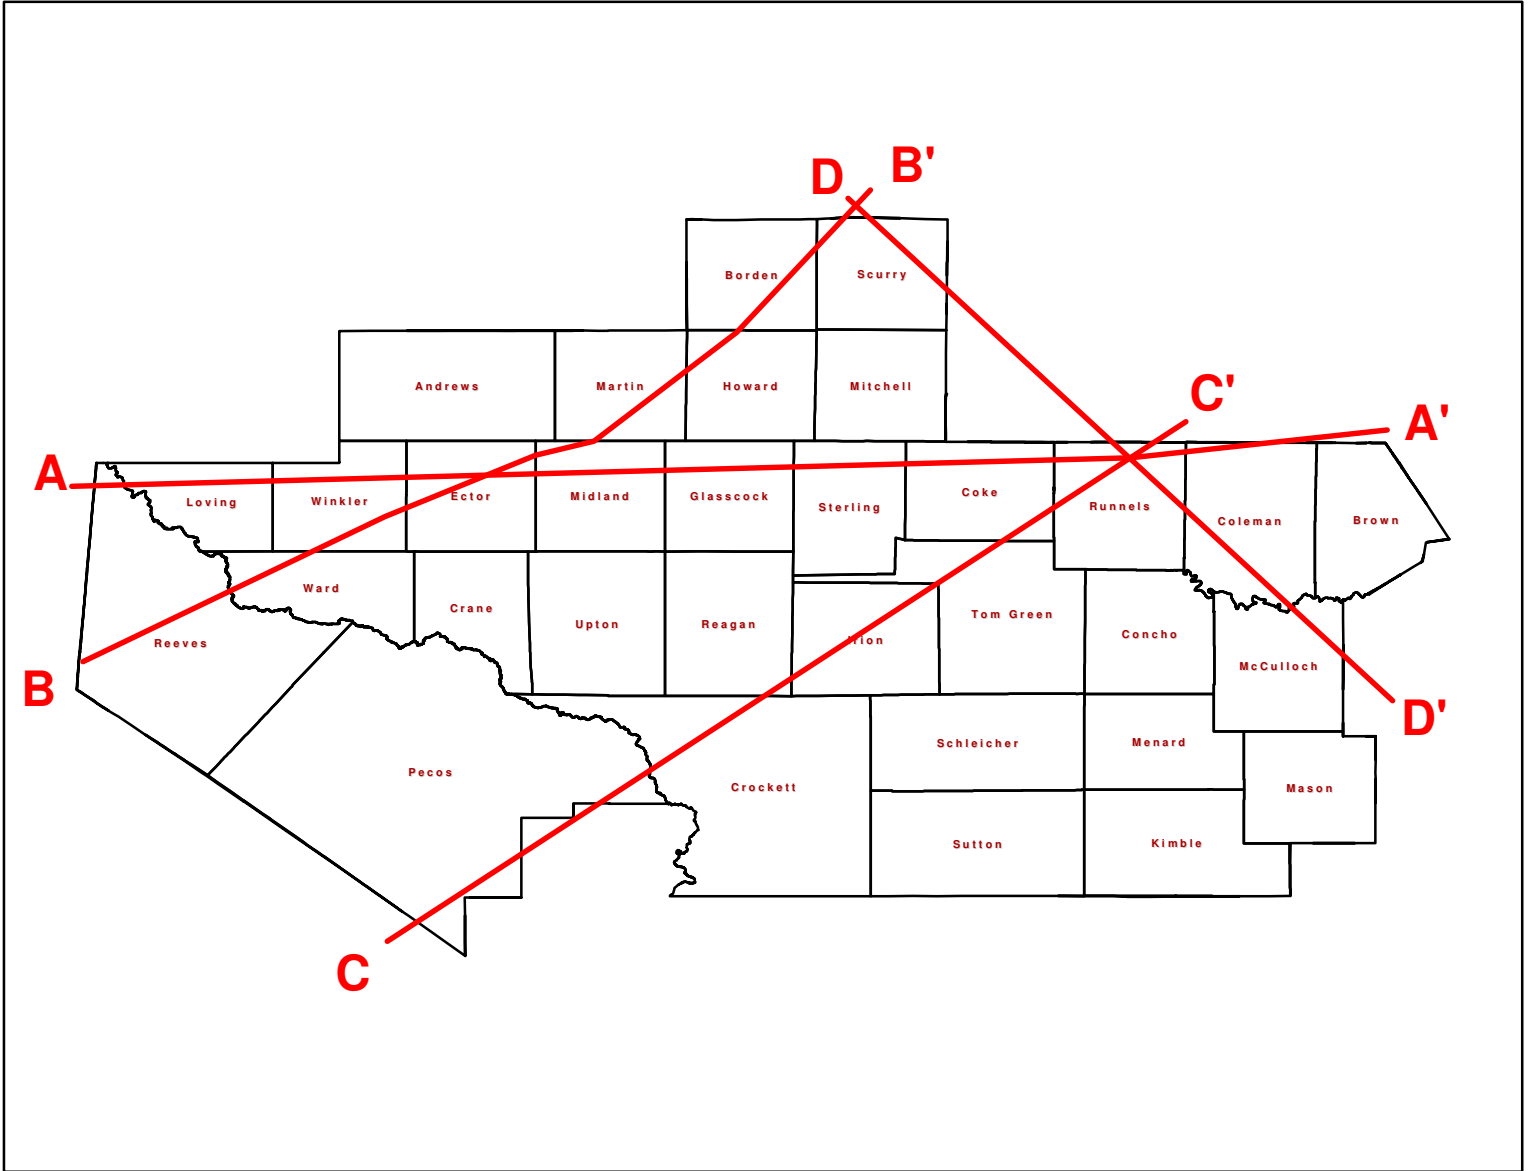 D
B'
Borden
Scurry
Andrews
Martin
Howard
Mitchell
C'
A'
A
Loving
Winkler
Ector
Midland
Glasscock
Sterling
Coke
Runnels
Coleman
Brown
Ward
Crane
Upton
Reagan
Irion
Tom Green
Concho
McCulloch
Reeves
B
D'
Pecos
Crockett
Schleicher
Menard
Mason
Sutton
Kimble
C